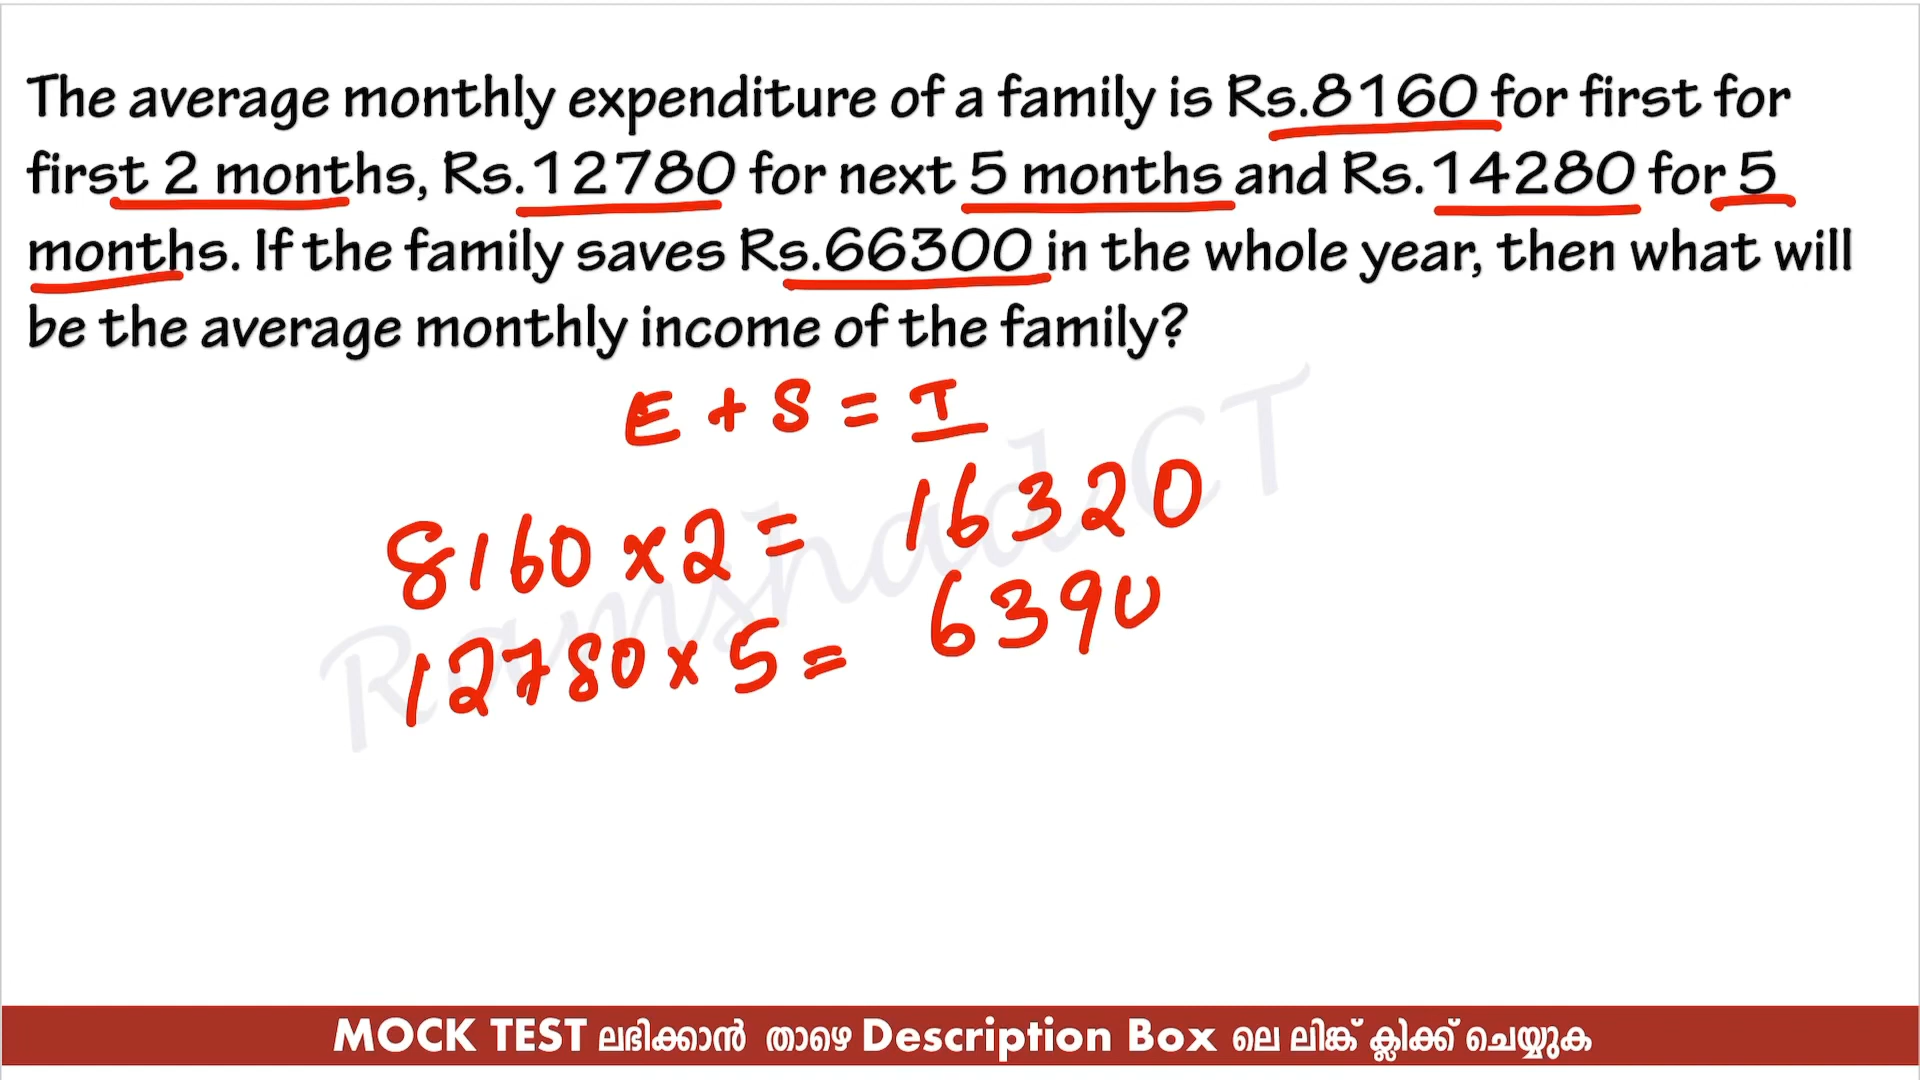 The average monthly expenditure of a family is Rs.8160 for first for
first 2 months, Rs.12780 for next 5 months and Rs.14280 for 5
months. If the family saves Rs.66300 in the whole year, then what will
be the average monthly income of the family?
E + S = I
8160 x 2 = 16320
12780 x 5 = 6390
Ramshad CT
MOCK TEST ലഭിക്കാൻ താഴെ Description Box ലെ ലിങ്ക് ക്ലിക്ക് ചെയ്യുക